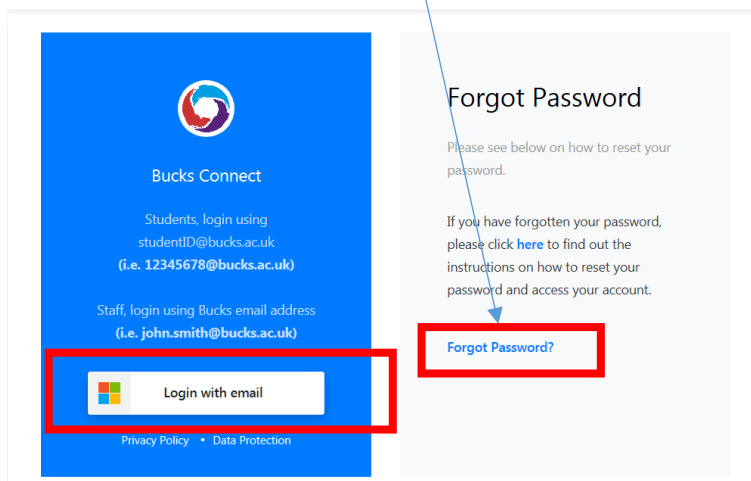 Bucks Connect
Students, login using
studentID@bucks.ac.uk
(i.e. 12345678@bucks.ac.uk)
Staff, login using Bucks email address
(i.e. john.smith@bucks.ac.uk)
Login with email
Privacy Policy • Data Protection
Forgot Password
Please see below on how to reset your
password.
If you have forgotten your password,
please click here to find out the
instructions on how to reset your
password and access your account.
Forgot Password?